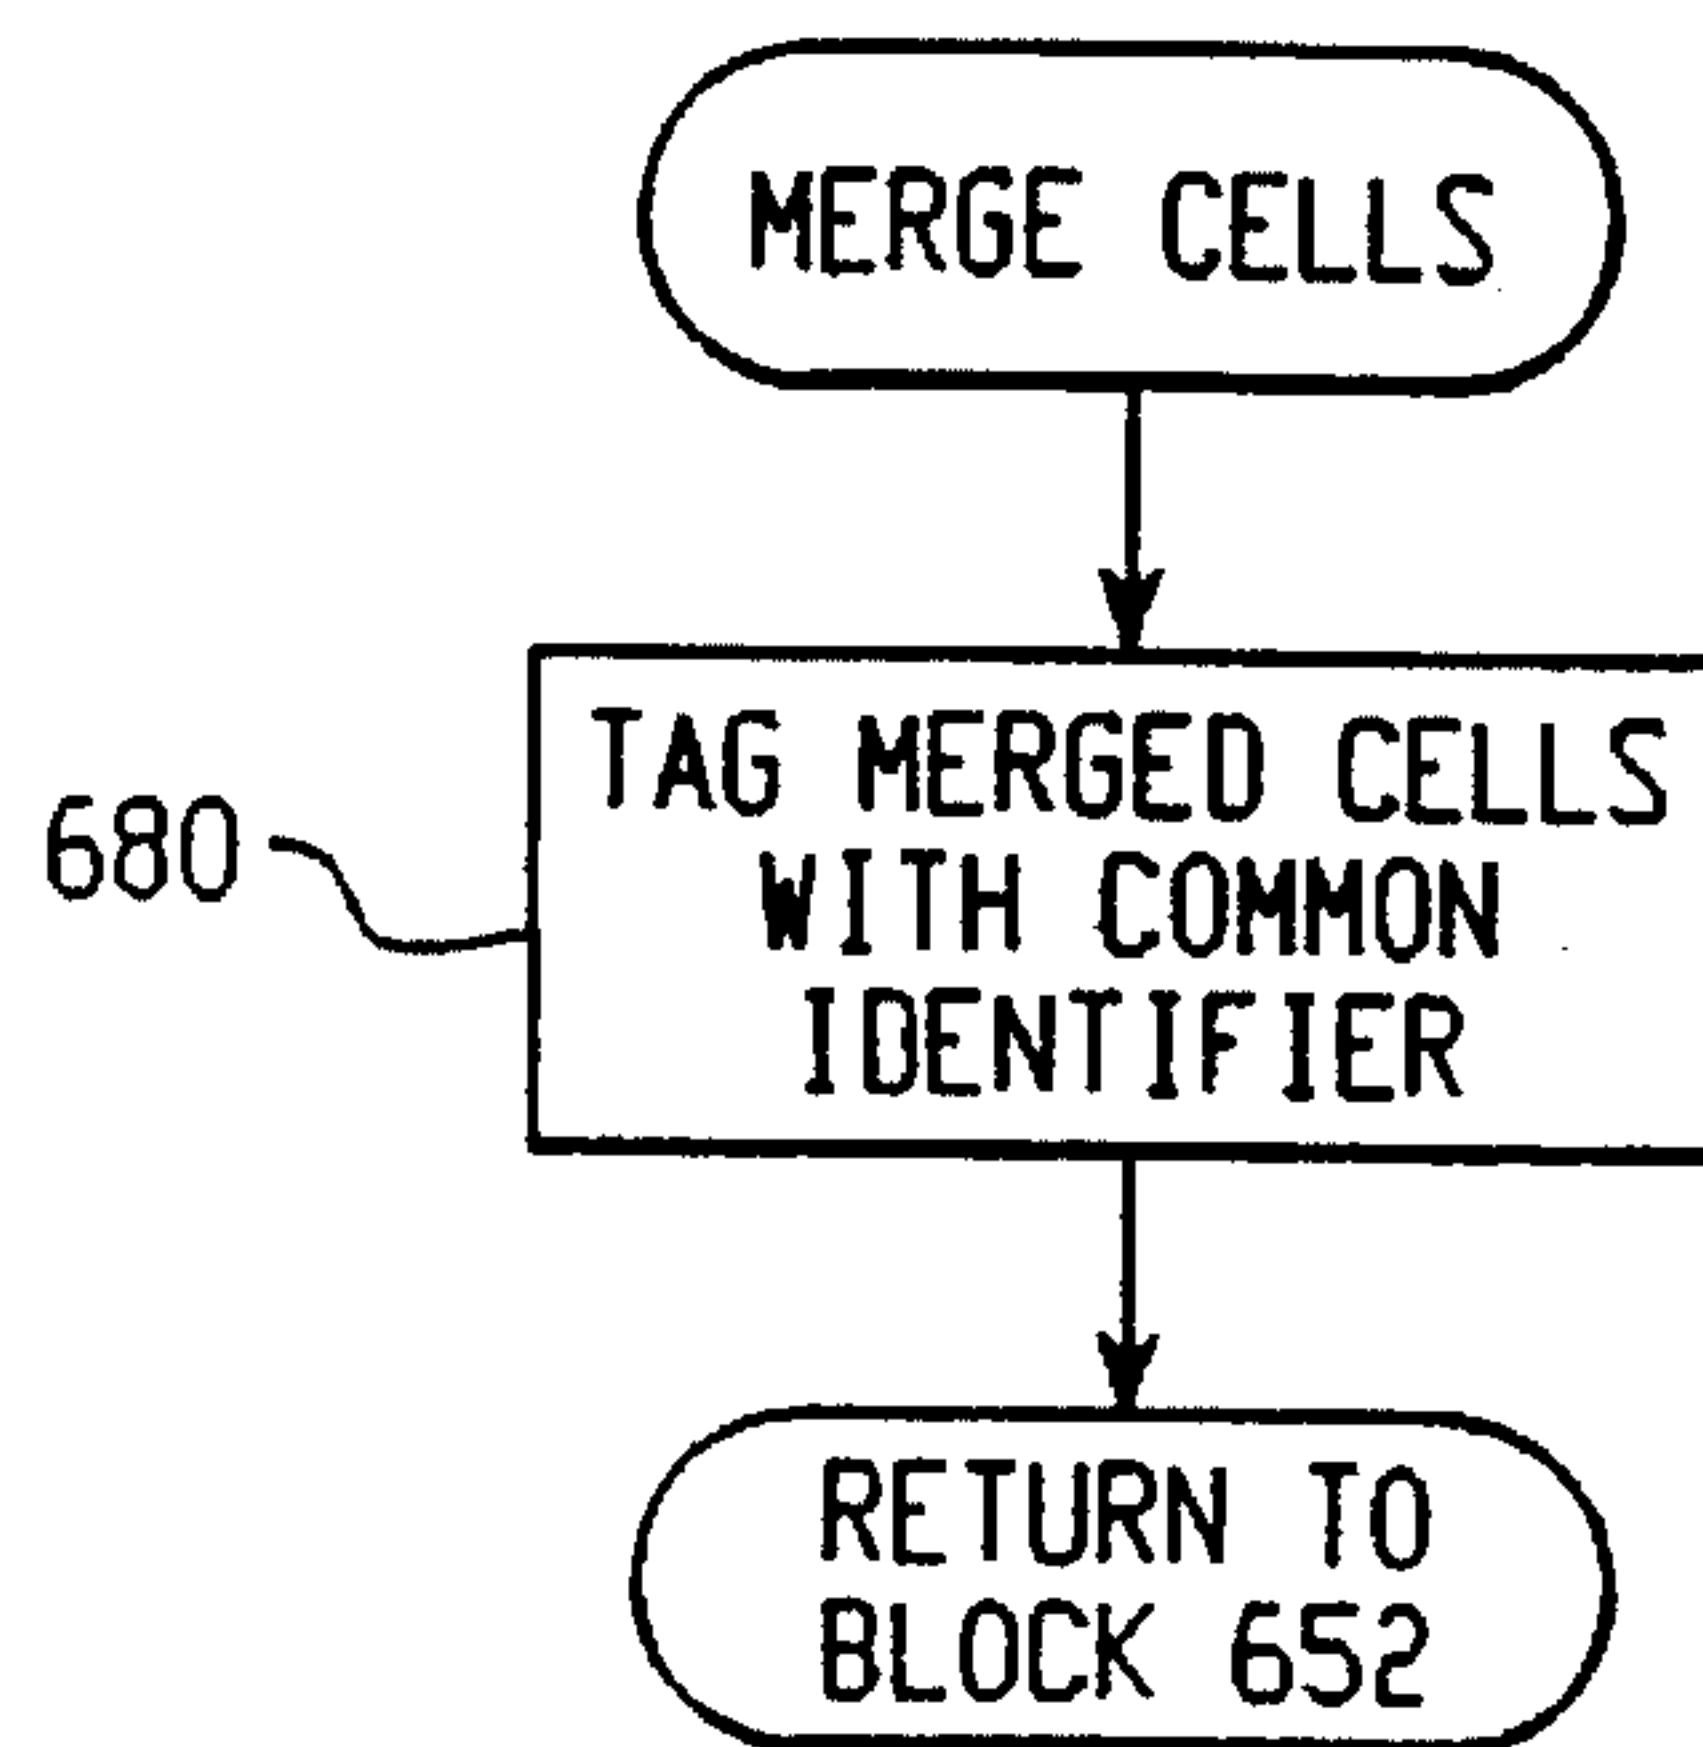 MERGE CELLS
TAG MERGED CELLS
WITH COMMON
IDENTIFIER
680
RETURN TO
BLOCK 652